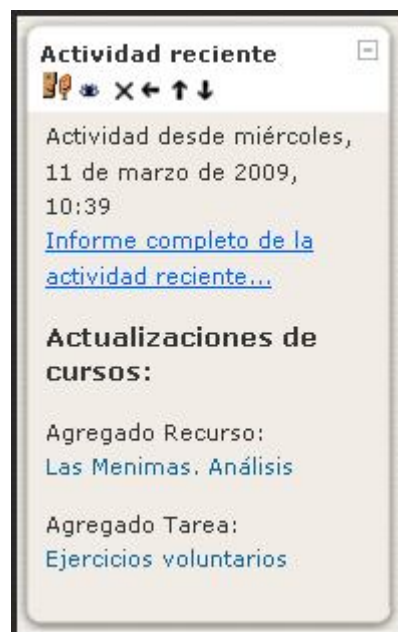 Actividad reciente
Actividad desde miércoles,
11 de marzo de 2009,
10:39
Informe completo de la
actividad reciente...
Actualizaciones de
cursos:
Agregado Recurso:
Las Menimas. Análisis
Agregado Tarea:
Ejercicios voluntarios